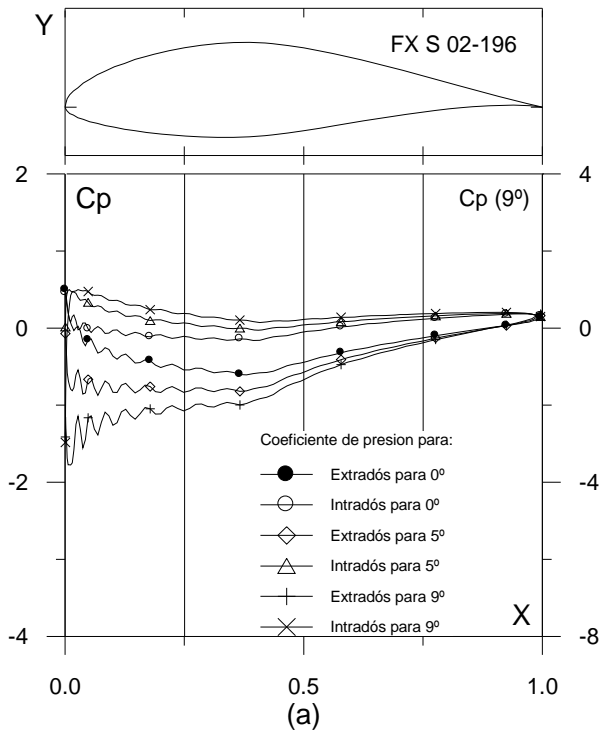 Y
FX S 02-196
2
Cp
Cp (9º)
4
0
0
-2
-4
-4
-8
Coeficiente de presion para:
Extradós para 0º
Intradós para 0º
Extradós para 5º
Intradós para 5º
Extradós para 9º
Intradós para 9º
X
0.0
0.5
1.0
(a)